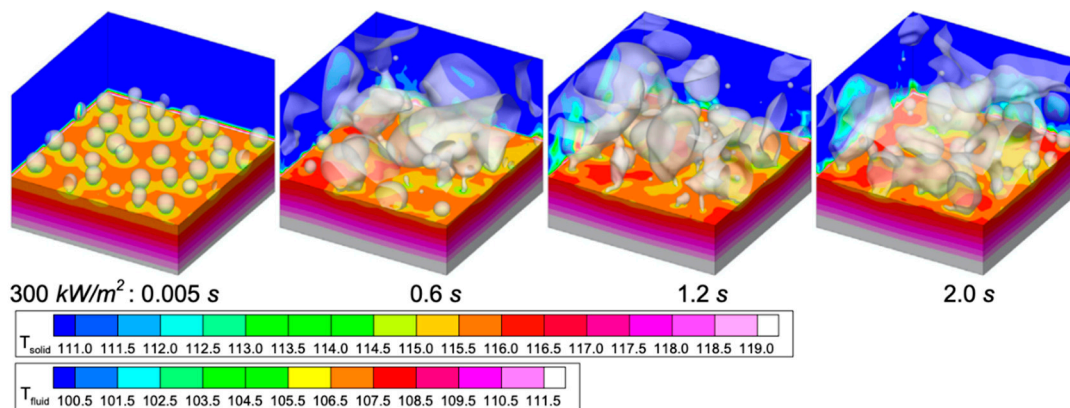 300 kW/m² : 0.005 s 0.6 s 1.2 s 2.0 s
T_solid 111.0 111.5 112.0 112.5 113.0 113.5 114.0 114.5 115.0 115.5 116.0 116.5 117.0 117.5 118.0 118.5 119.0
T_fluid 100.5 101.5 102.5 103.5 104.5 105.5 106.5 107.5 108.5 109.5 110.5 111.5